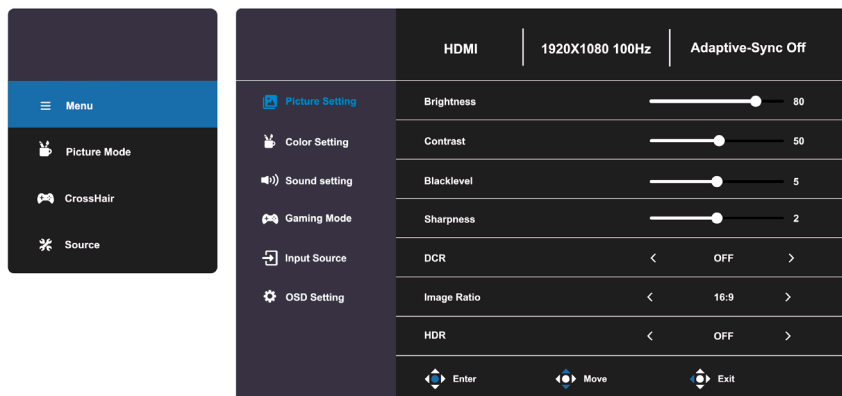 Menu
Picture Mode
CrossHair
Source
HDMI 1920X1080 100Hz Adaptive-Sync Off
Picture Setting
Color Setting
Sound setting
Gaming Mode
Input Source
OSD Setting
Brightness 80
Contrast 50
Blacklevel 5
Sharpness 2
DCR OFF
Image Ratio 16:9
HDR OFF
Enter Move Exit